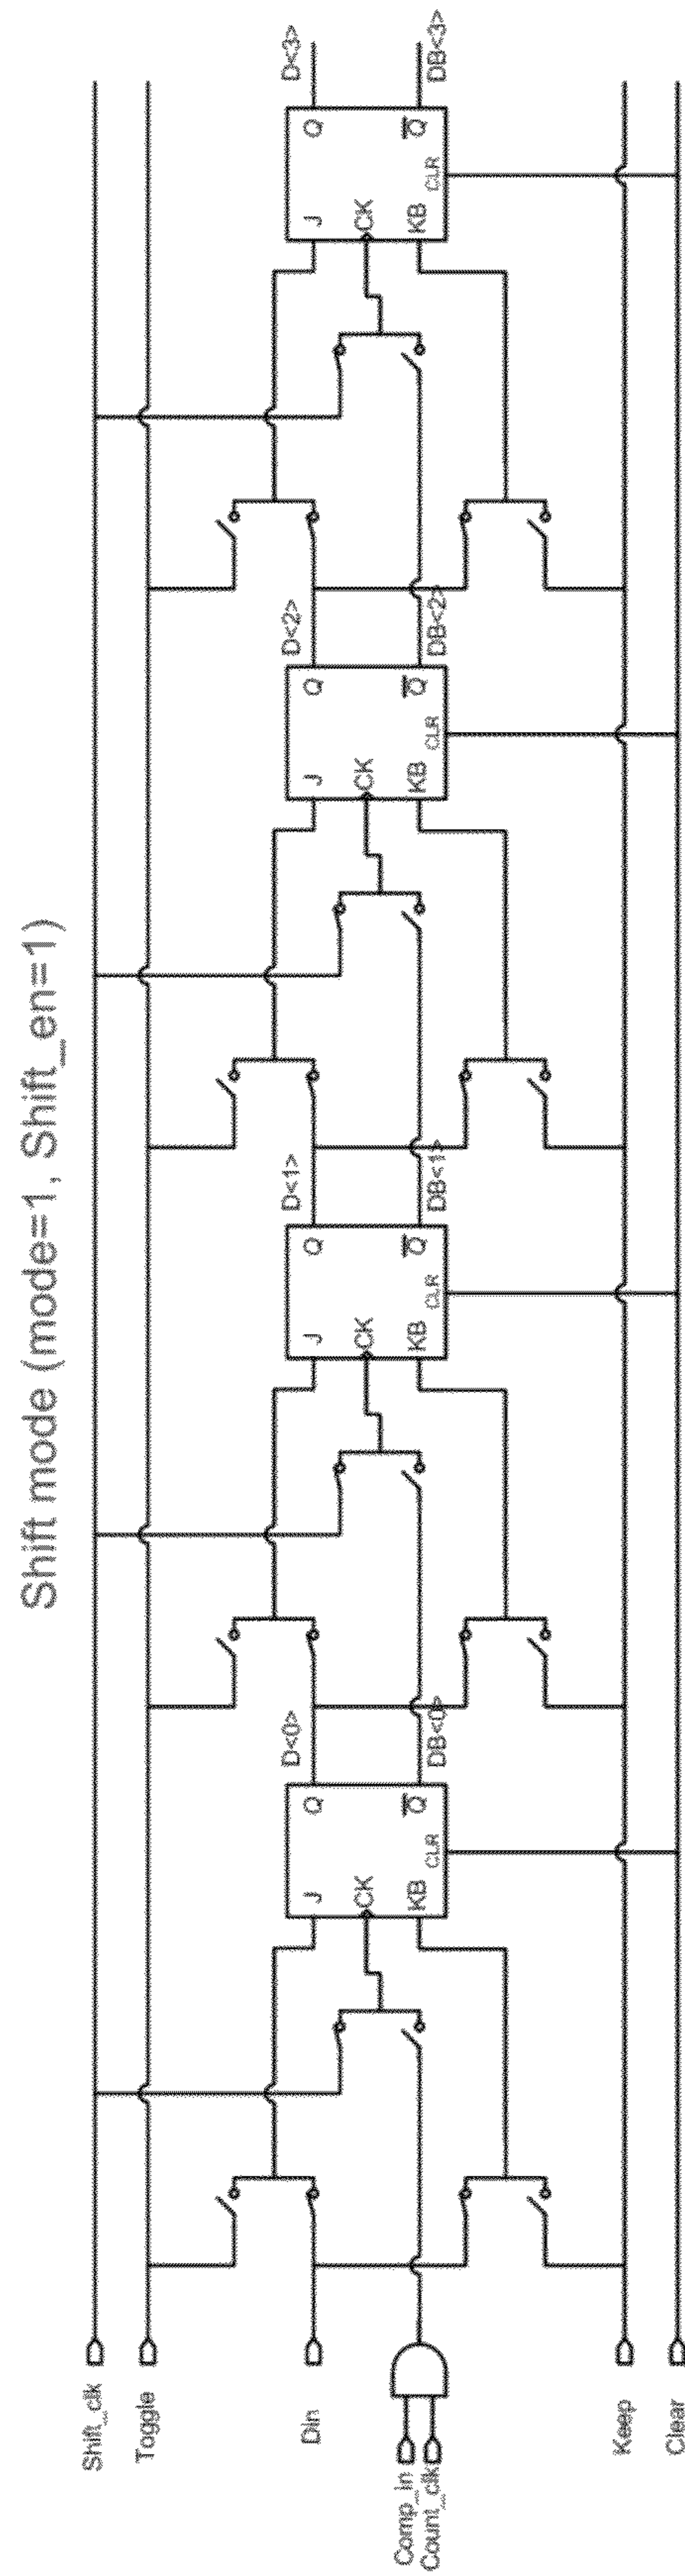 Shift mode (mode=1, Shift_en=1)
Shift_clk
Toggle
Din
Comp_In
Count_clk
Keep
Clear
J
CK
KB
CLR
Q
Q
D<0>
DB<0>
J
CK
KB
CLR
Q
Q
D<1>
DB<1>
J
CK
KB
CLR
Q
Q
D<2>
DB<2>
J
CK
KB
CLR
Q
Q
D<3>
DB<3>